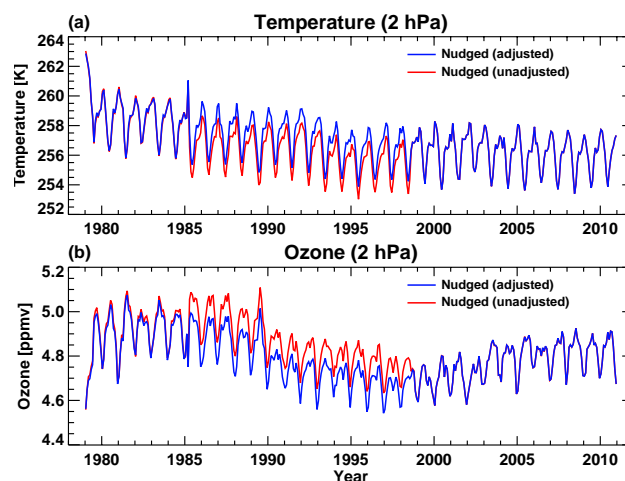 (a) Temperature (2 hPa)
264
262
260
258
256
254
252
Temperature [K]
Nudged (adjusted)
Nudged (unadjusted)
1980 1985 1990 1995 2000 2005 2010
(b) Ozone (2 hPa)
5.2
5.0
4.8
4.6
4.4
Ozone [ppmv]
Nudged (adjusted)
Nudged (unadjusted)
1980 1985 1990 1995 2000 2005 2010
Year